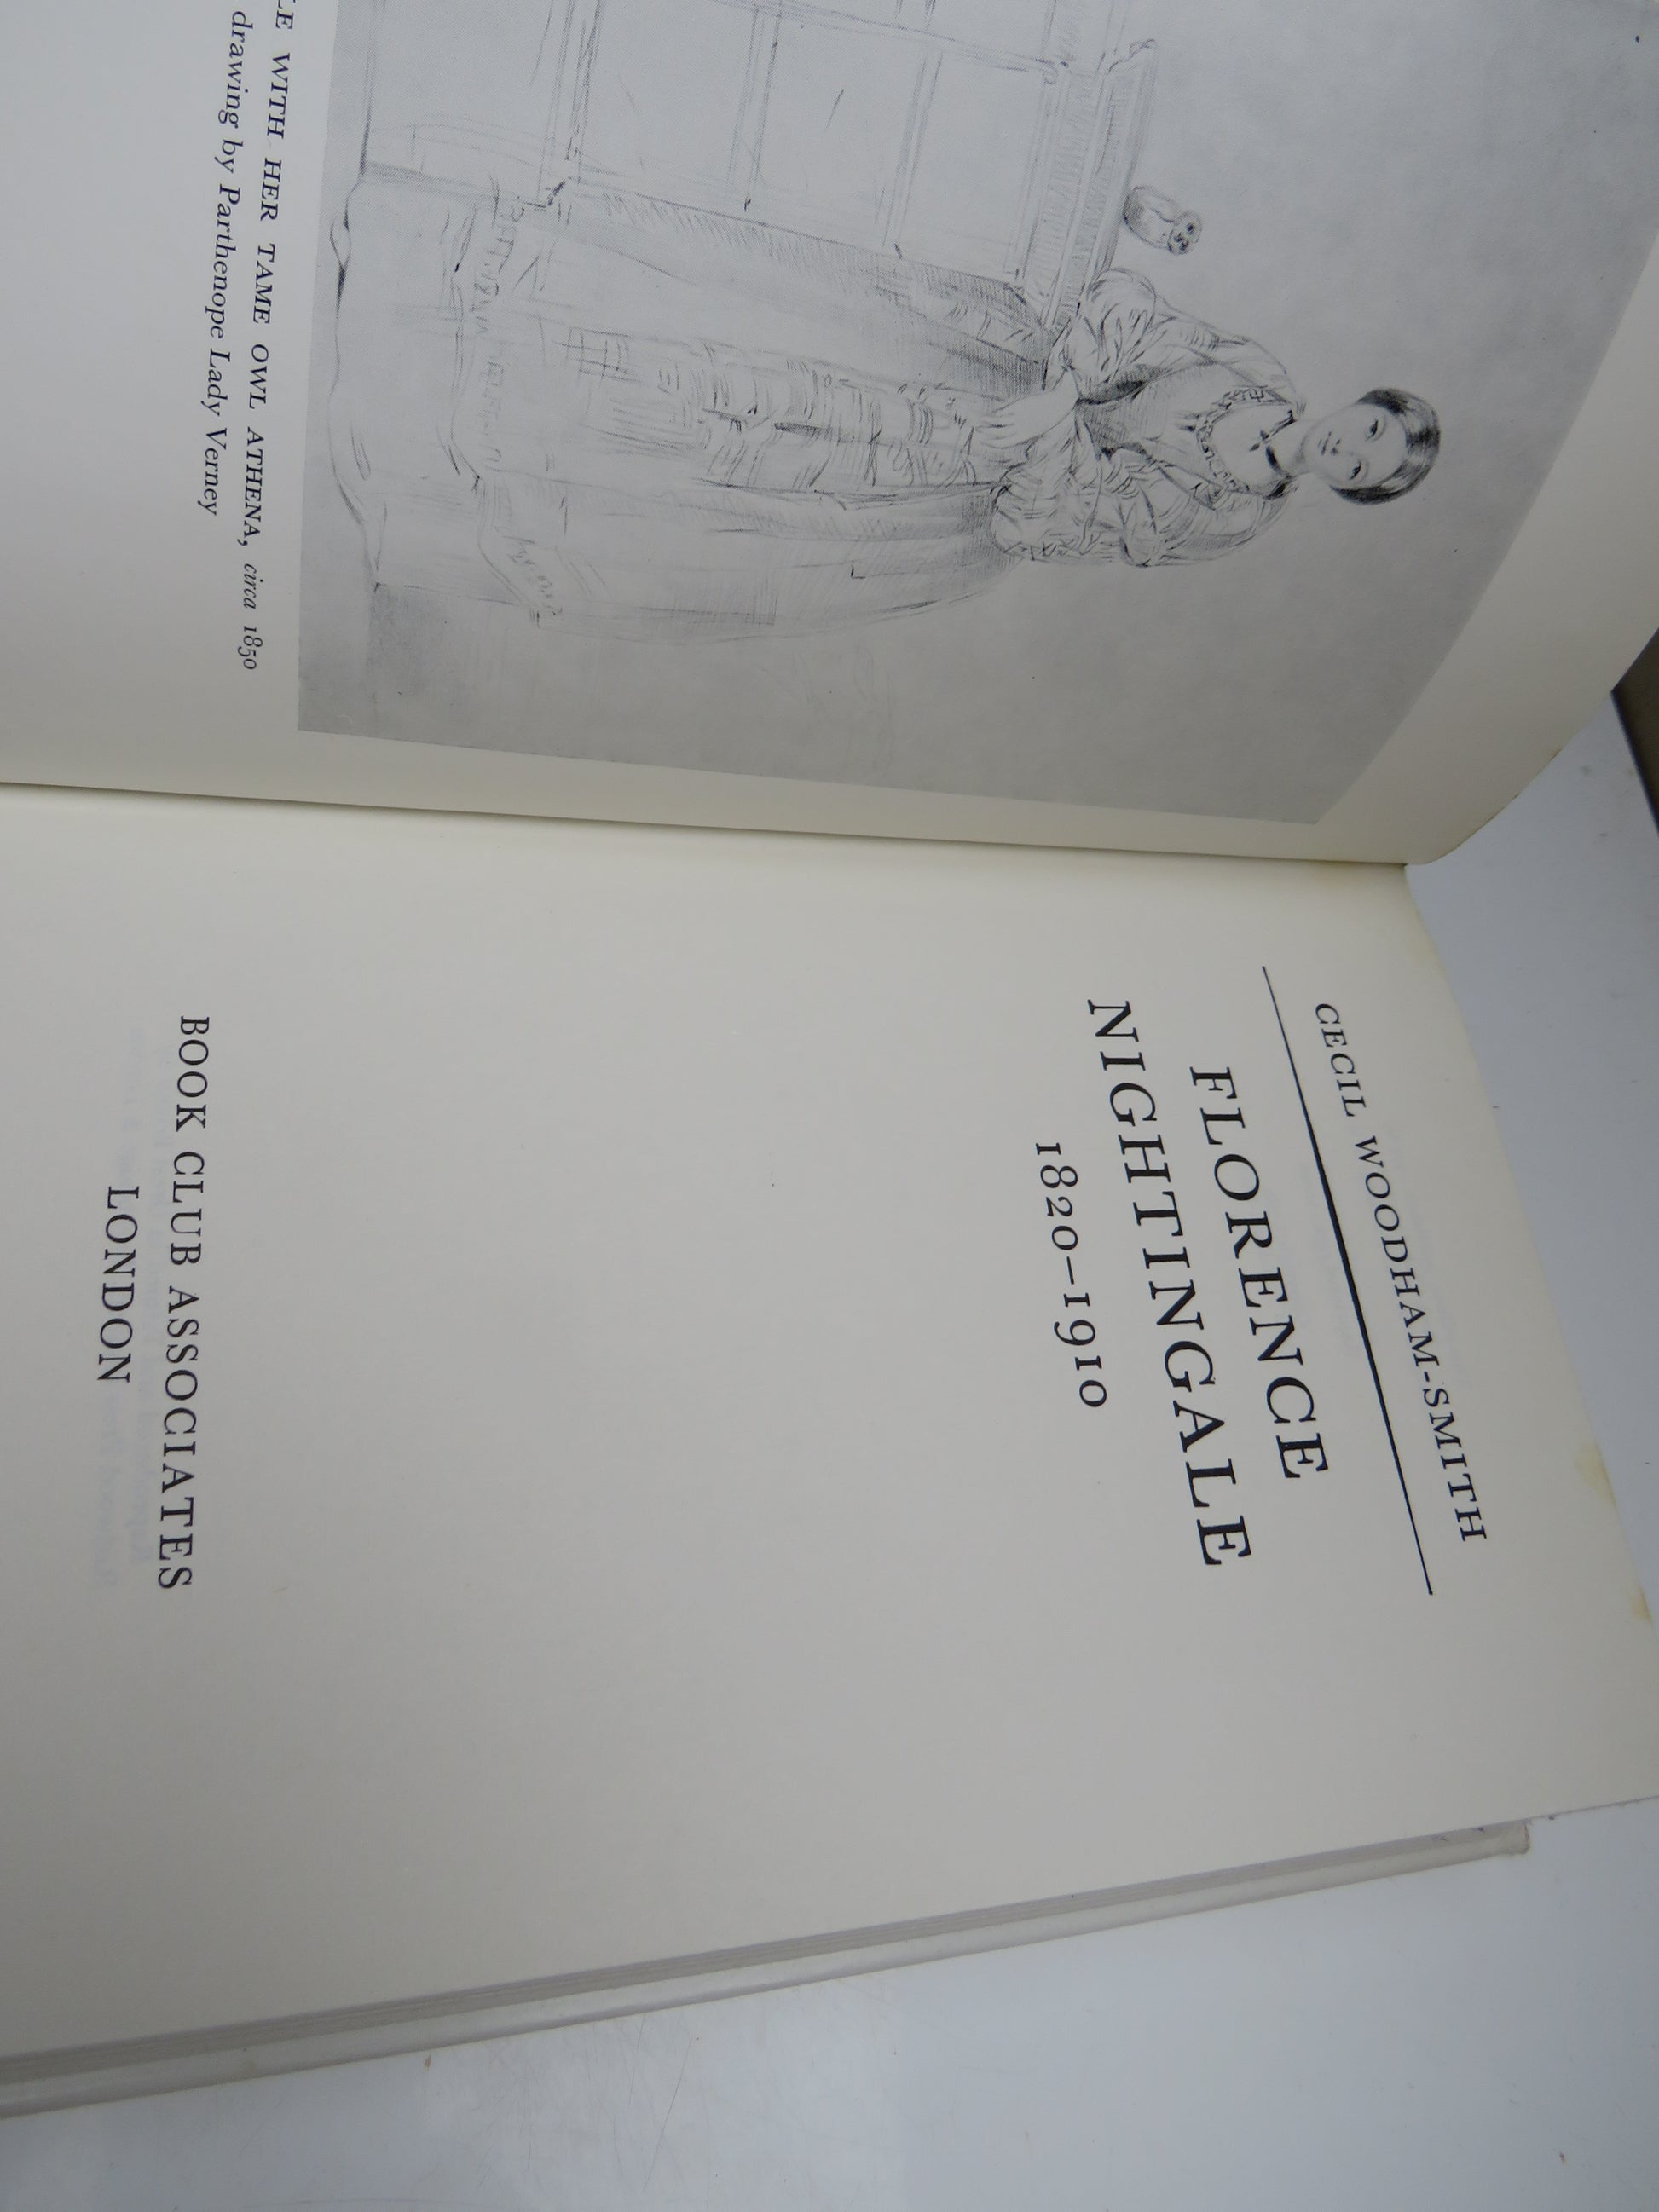 WITH HER TAME OWL ATHENA, circa 1850
drawing by Parthenope Lady Verney
CECIL WOODHAM-SMITH
FLORENCE
NIGHTINGALE
1820–1910
BOOK CLUB ASSOCIATES
LONDON